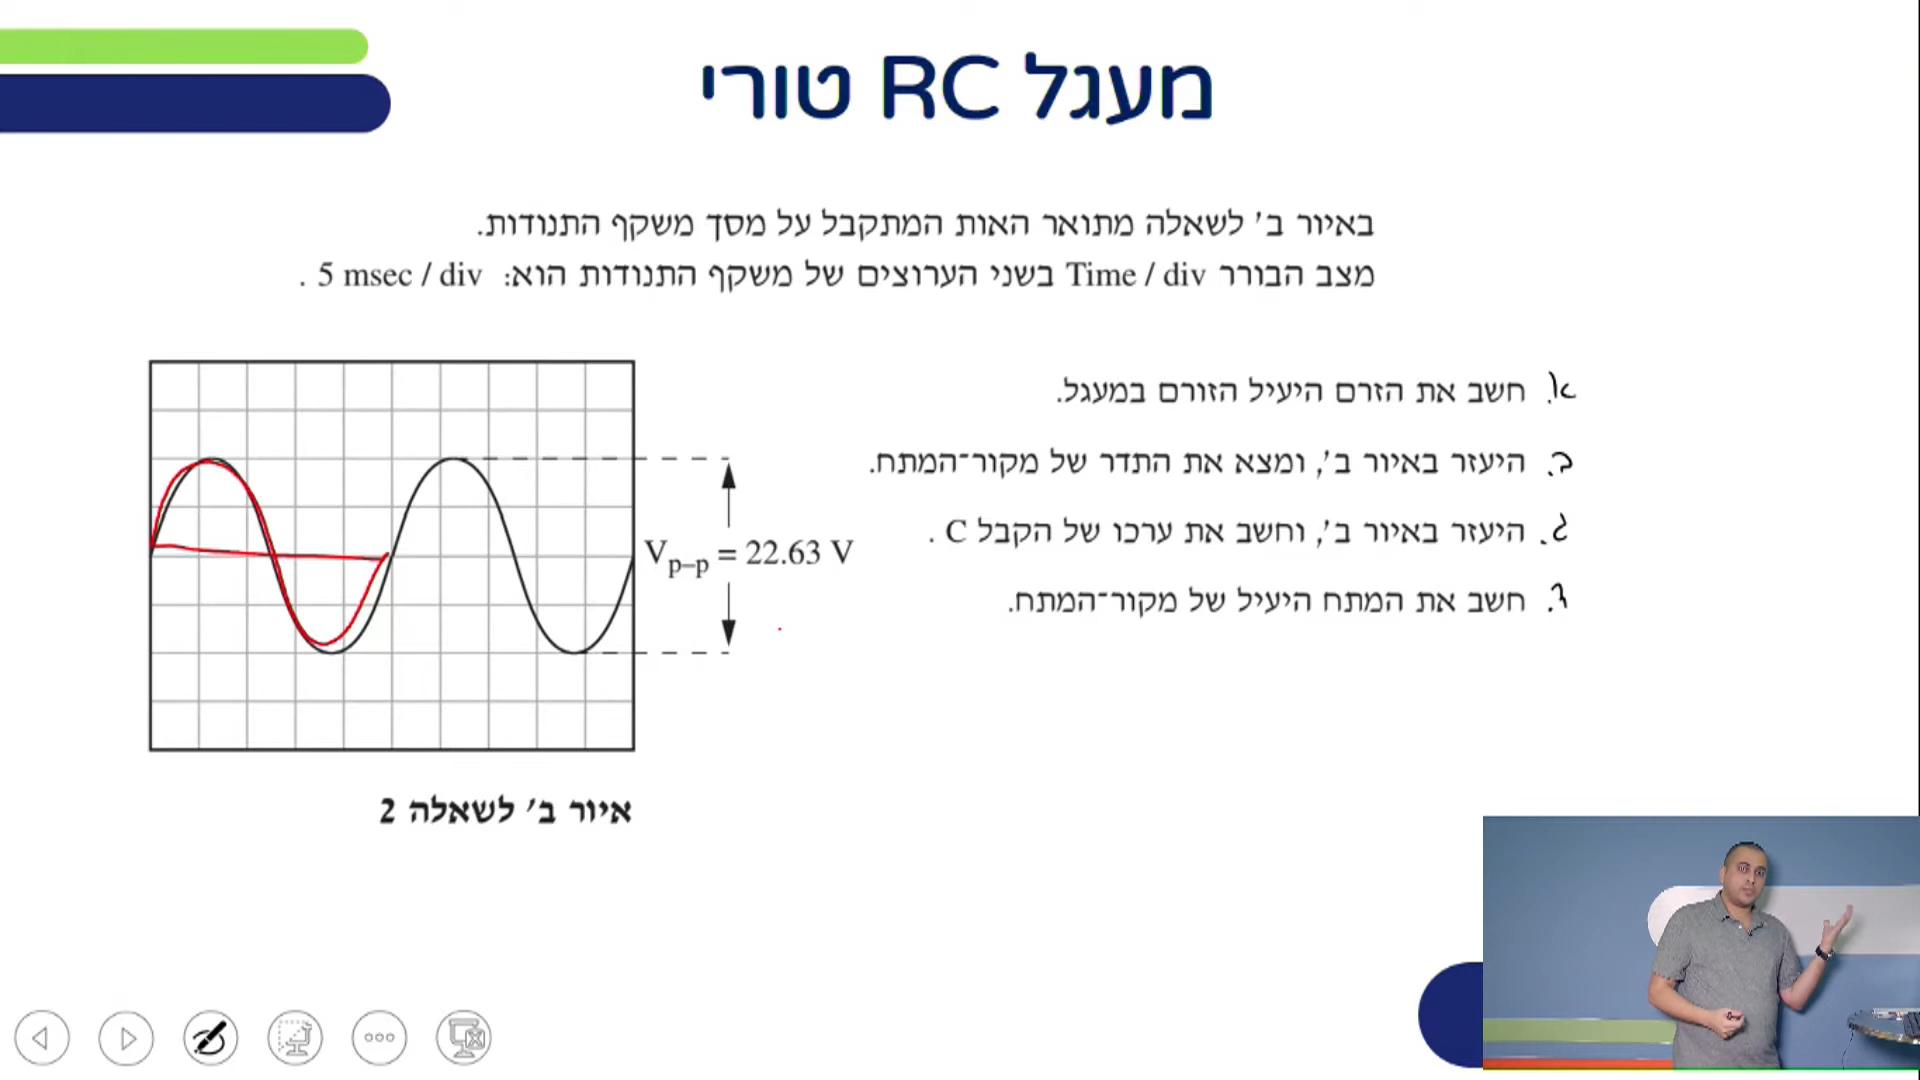 מעגל RC טורי
באיור ב' לשאלה מתואר האות המתקבל על מסך משקף התנודות.
מצב הבורר Time / div בשני הערוצים של משקף התנודות הוא: 5 msec / div .
א. חשב את הזרם היעיל הזורם במעגל.
ב. היעזר באיור ב', ומצא את התדר של מקור־המתח.
ג. היעזר באיור ב', וחשב את ערכו של הקבל C .
ד. חשב את המתח היעיל של מקור־המתח.
Vp–p = 22.63 V
איור ב' לשאלה 2